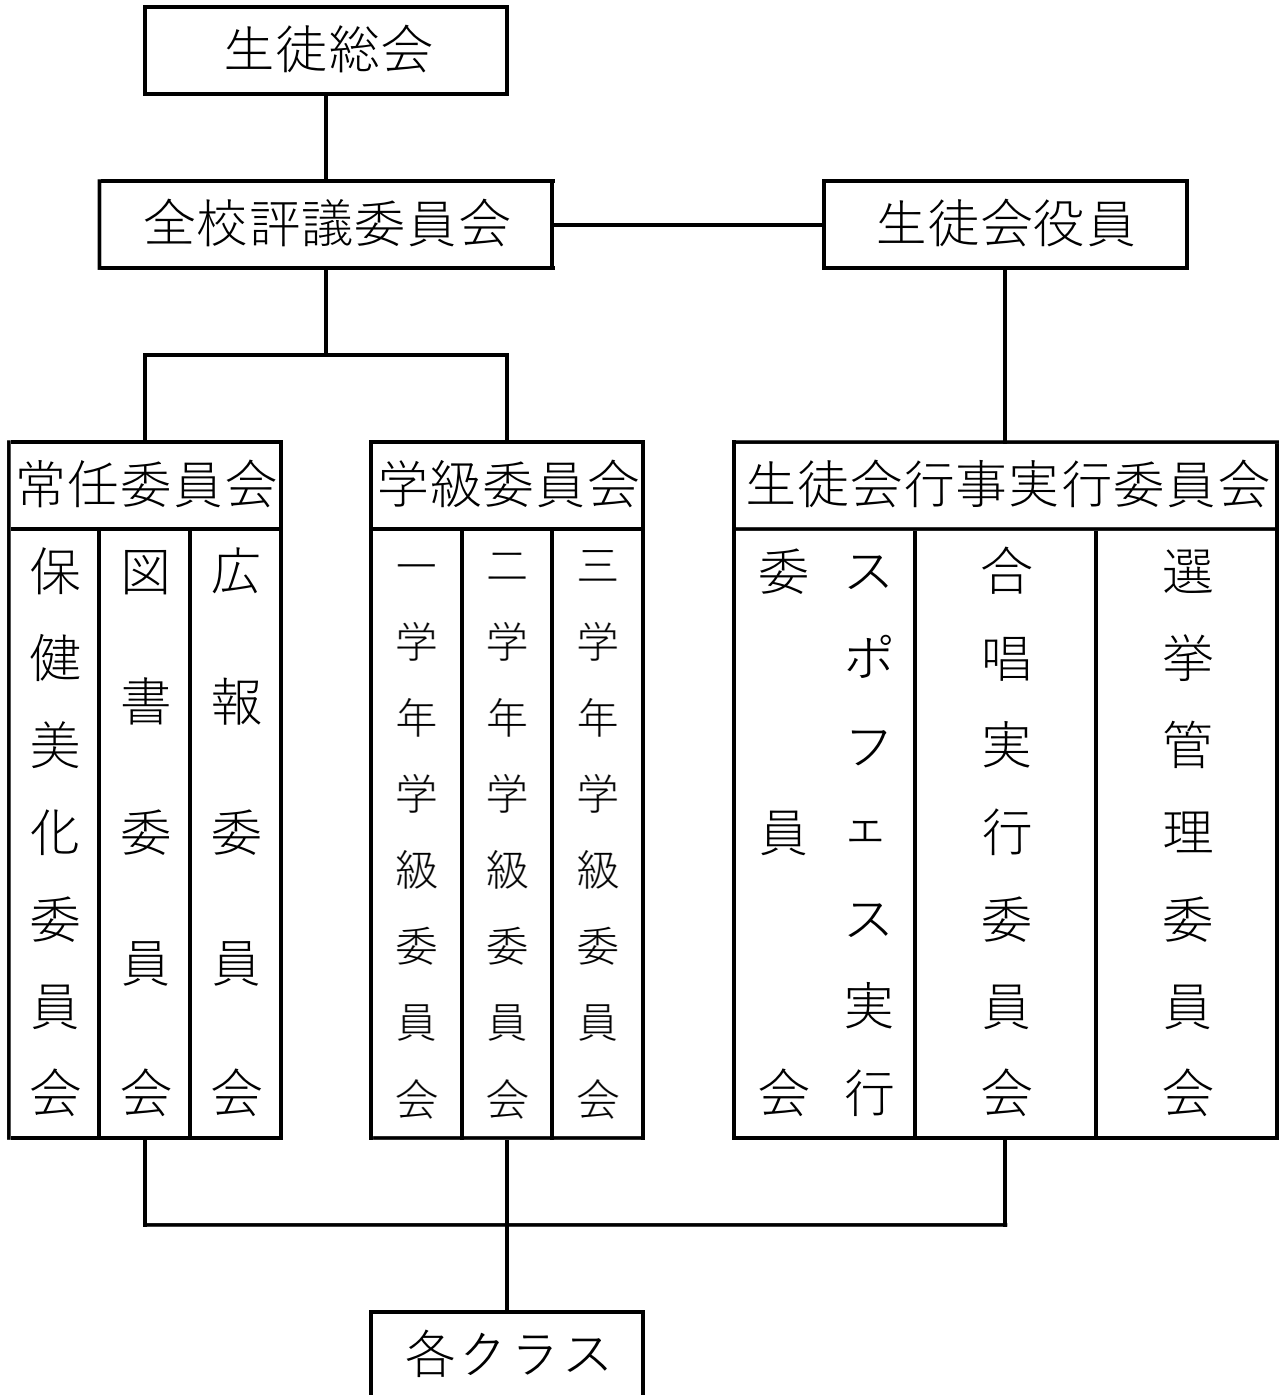 生徒総会
全校評議委員会
生徒会役員
常任委員会
保健美化委員会
図書委員会
広報委員会
学級委員会
一学年学級委員会
二学年学級委員会
三学年学級委員会
生徒会行事実行委員会
スポフェス実行
委員会
合唱実行委員会
選挙管理委員会
各クラス